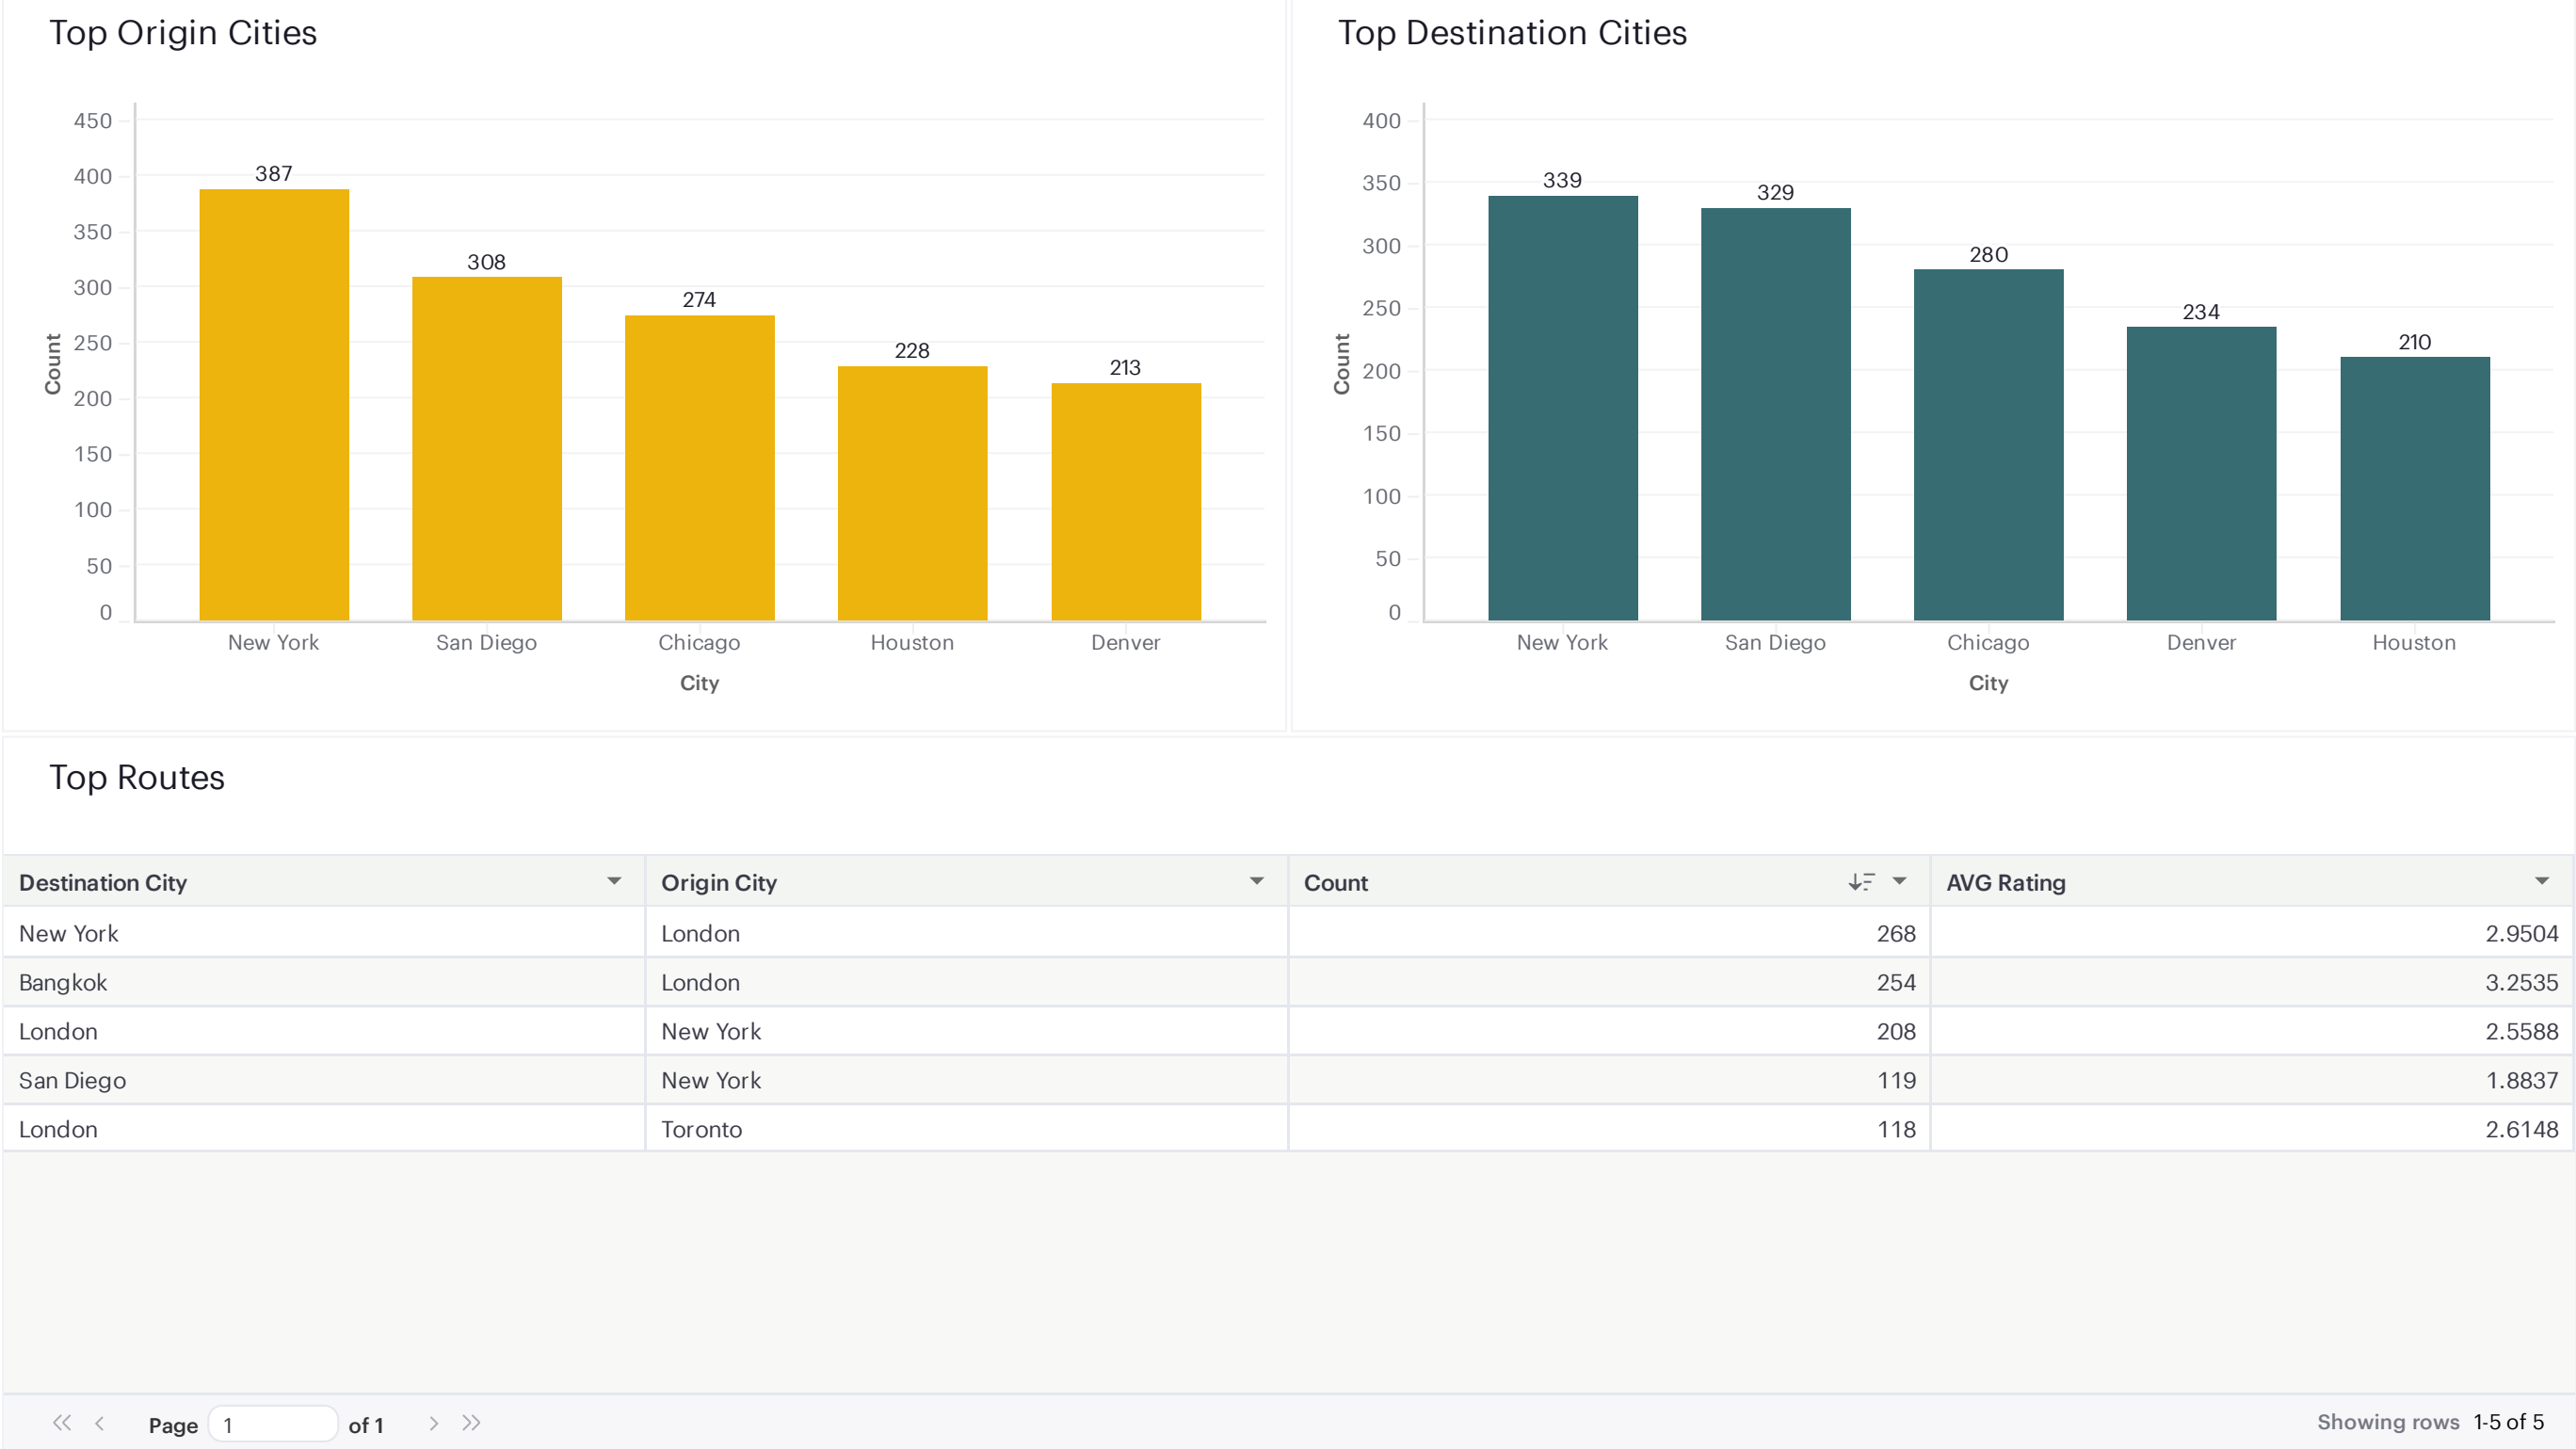 Top Origin Cities
450
400
350
300
250
200
150
100
50
0
Count
387
308
274
228
213
New York
San Diego
Chicago
Houston
Denver
City
Top Destination Cities
400
350
300
250
200
150
100
50
0
Count
339
329
280
234
210
New York
San Diego
Chicago
Denver
Houston
City
Top Routes
Destination City Origin City Count AVG Rating
New York London 268 2.9504
Bangkok London 254 3.2535
London New York 208 2.5588
San Diego New York 119 1.8837
London Toronto 118 2.6148
Page 1 of 1 Showing rows 1-5 of 5